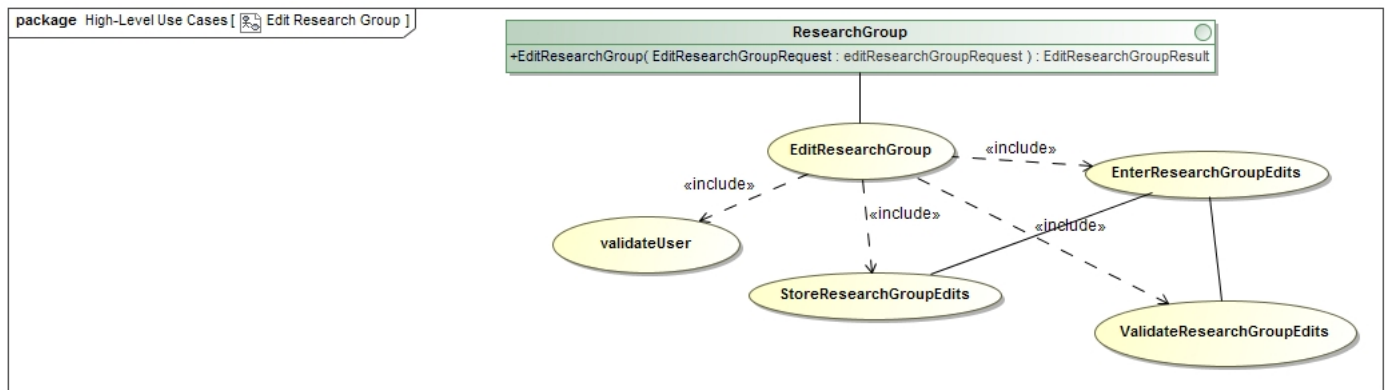 package High-Level Use Cases [ Edit Research Group ]
ResearchGroup
+EditResearchGroup( EditResearchGroupRequest : editResearchGroupRequest ) : EditResearchGroupResult
EditResearchGroup
«include»
EnterResearchGroupEdits
«include»
«include»
«include»
validateUser
StoreResearchGroupEdits
ValidateResearchGroupEdits